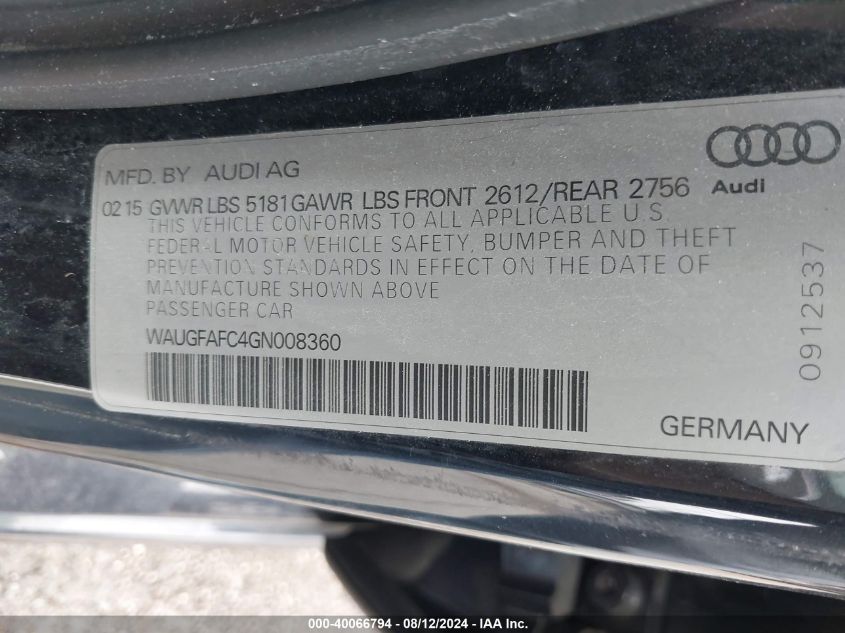 MFD. BY AUDI AG
02 15 GVWR LBS 5181 GAWR LBS FRONT 2612/REAR 2756
Audi
THIS VEHICLE CONFORMS TO ALL APPLICABLE U.S.
FEDERAL MOTOR VEHICLE SAFETY, BUMPER AND THEFT
PREVENTION STANDARDS IN EFFECT ON THE DATE OF
MANUFACTURE SHOWN ABOVE
PASSENGER CAR
WAUGFAFC4GN008360
GERMANY
0912537
000-40066794 - 08/12/2024 - IAA Inc.